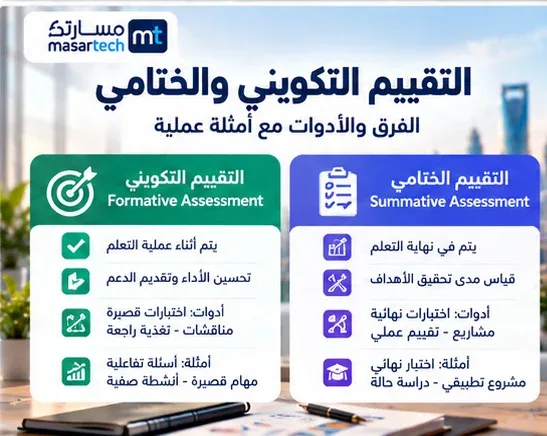 مسارتك
masartech
mt
التقييم التكويني والختامي
الفرق والأدوات مع أمثلة عملية
التقييم الختامي
Summative Assessment
يتم في نهاية التعلم
قياس مدى تحقيق الأهداف
أدوات: اختبارات نهائية
مشاريع - تقييم عملي
أمثلة: اختبار نهائي
مشروع تطبيقي - دراسة حالة
التقييم التكويني
Formative Assessment
يتم أثناء عملية التعلم
تحسين الأداء وتقديم الدعم
أدوات: اختبارات قصيرة
مناقشات - تغذية راجعة
أمثلة: أسئلة تفاعلية
مهام قصيرة - أنشطة صفية